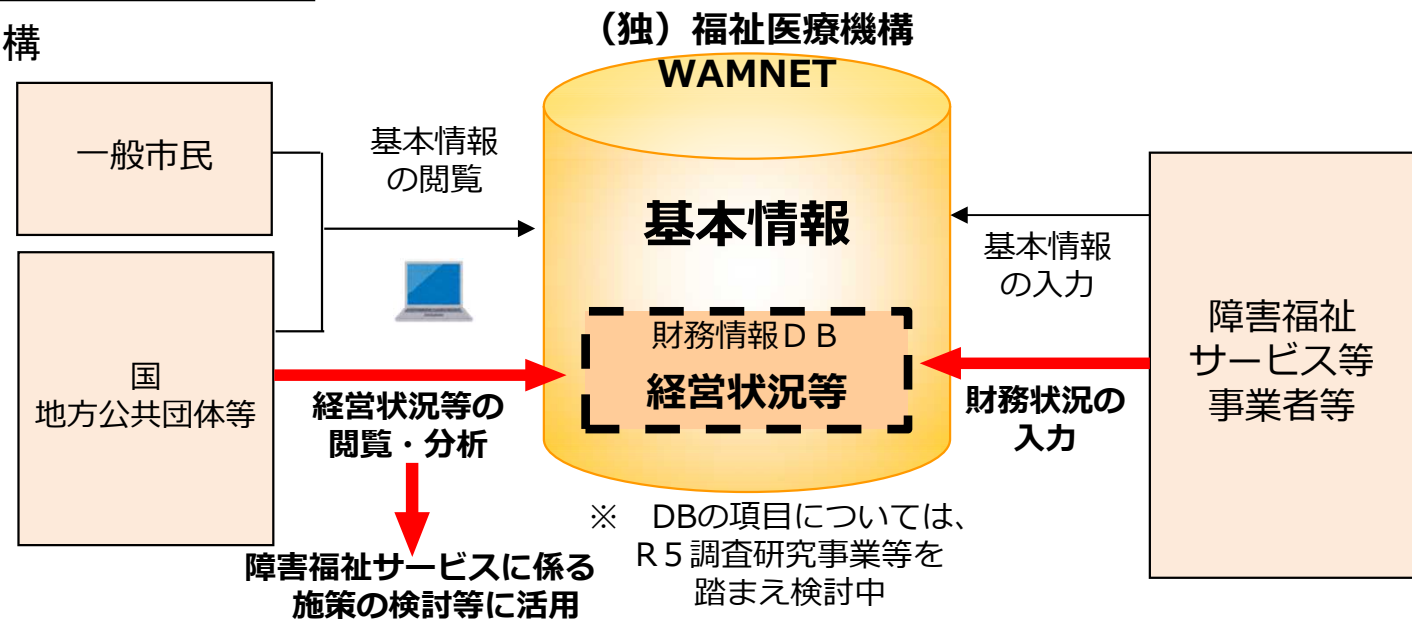 構
(独)福祉医療機構
WAMNET
一般市民
基本情報
の閲覧
国
地方公共団体等
経営状況等の
閲覧・分析
障害福祉サービスに係る
施策の検討等に活用
基本情報
財務情報DB
経営状況等
※ DBの項目については、
R5調査研究事業等を
踏まえ検討中
基本情報
の入力
財務状況の
入力
障害福祉
サービス等
事業者等